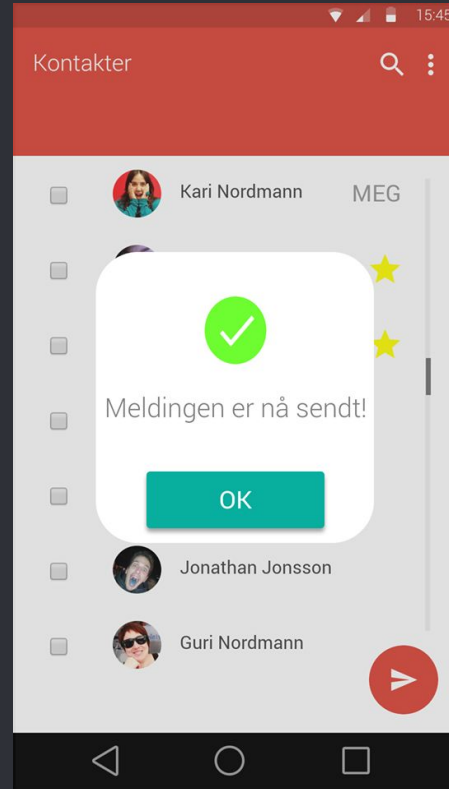 15:45
Kontakter
Kari Nordmann MEG
Meldingen er nå sendt!
OK
Jonathan Jonsson
Guri Nordmann